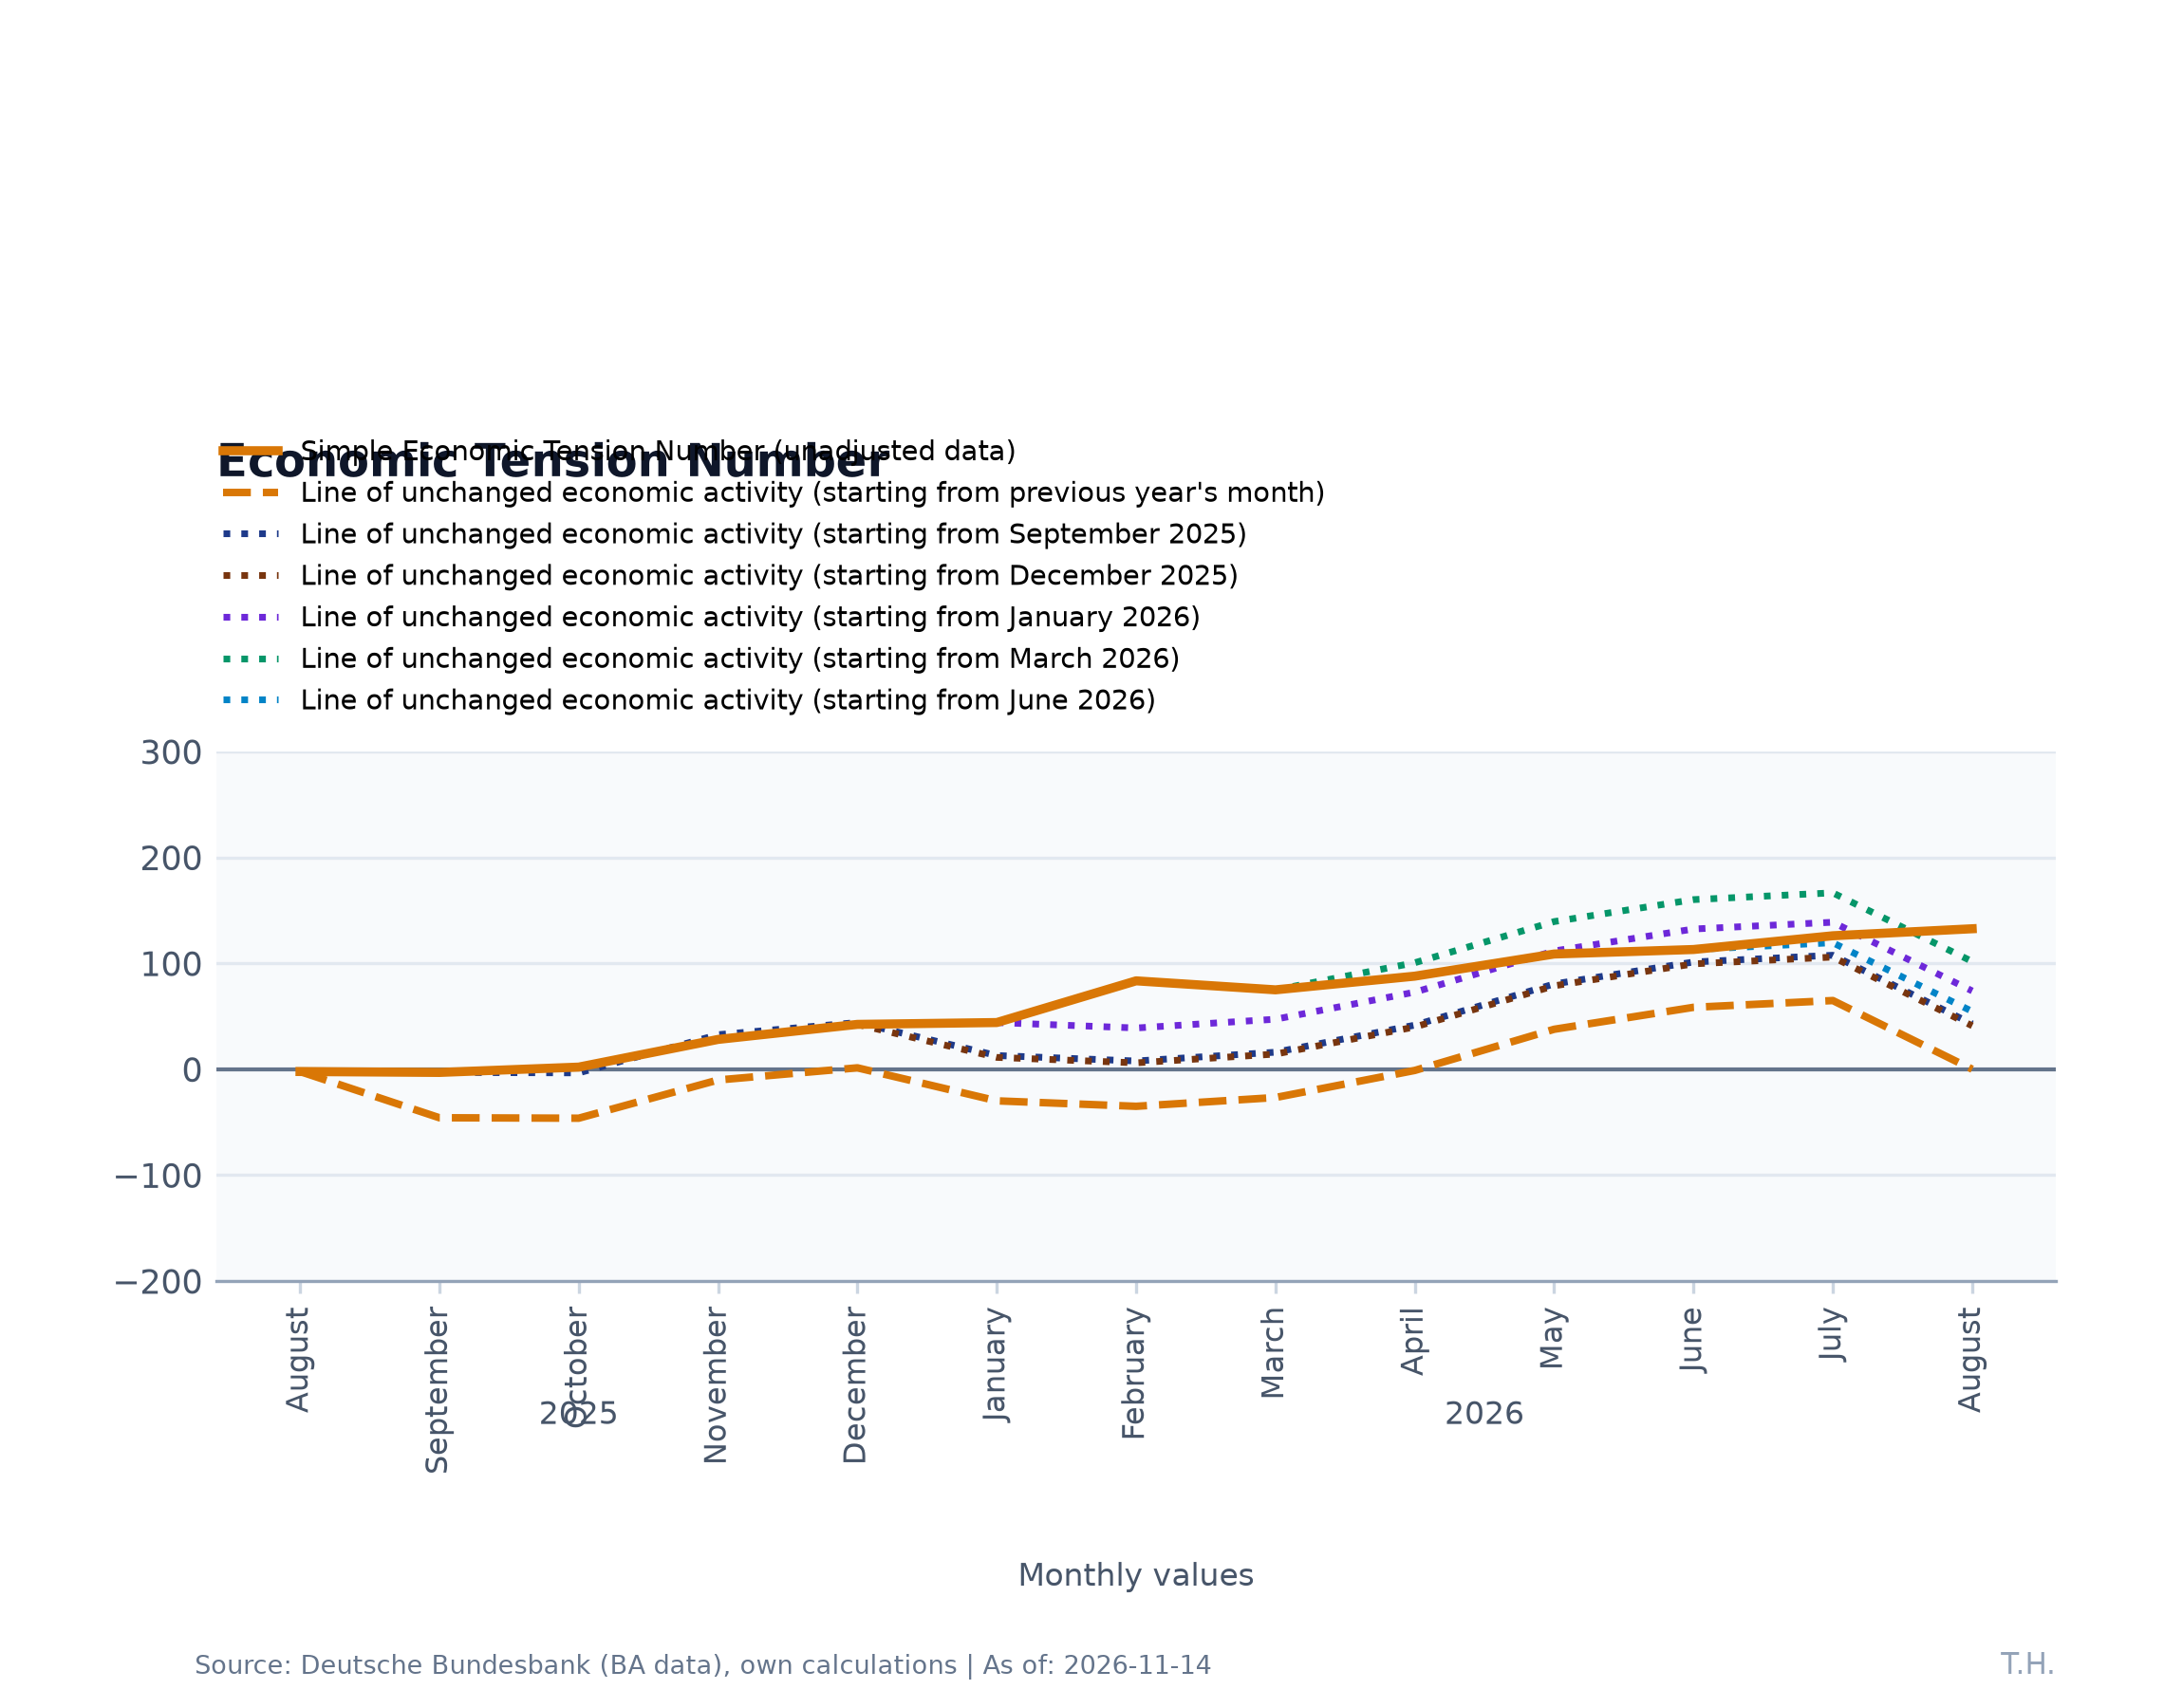 Economic Tension Number
Simple Economic Tension Number (unadjusted data)
Line of unchanged economic activity (starting from previous year's month)
Line of unchanged economic activity (starting from September 2025)
Line of unchanged economic activity (starting from December 2025)
Line of unchanged economic activity (starting from January 2026)
Line of unchanged economic activity (starting from March 2026)
Line of unchanged economic activity (starting from June 2026)
300
200
100
0
−100
−200
August
September
October
November
December
January
February
March
April
May
June
July
August
2025
2026
Monthly values
Source: Deutsche Bundesbank (BA data), own calculations | As of: 2026-11-14
T.H.